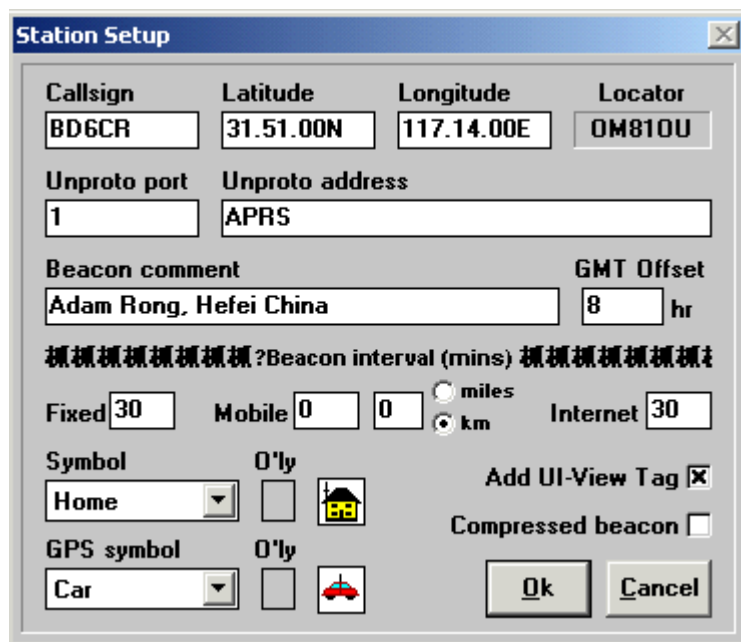 Station Setup
Callsign Latitude Longitude Locator
BD6CR 31.51.00N 117.14.00E OM81OU
Unproto port Unproto address
1 APRS
Beacon comment GMT Offset
Adam Rong, Hefei China 8 hr
?Beacon interval (mins)
miles
Fixed 30 Mobile 0 0 km Internet 30
Symbol O'ly
Home Add UI-View Tag
Compressed beacon
GPS symbol O'ly
Car Ok Cancel